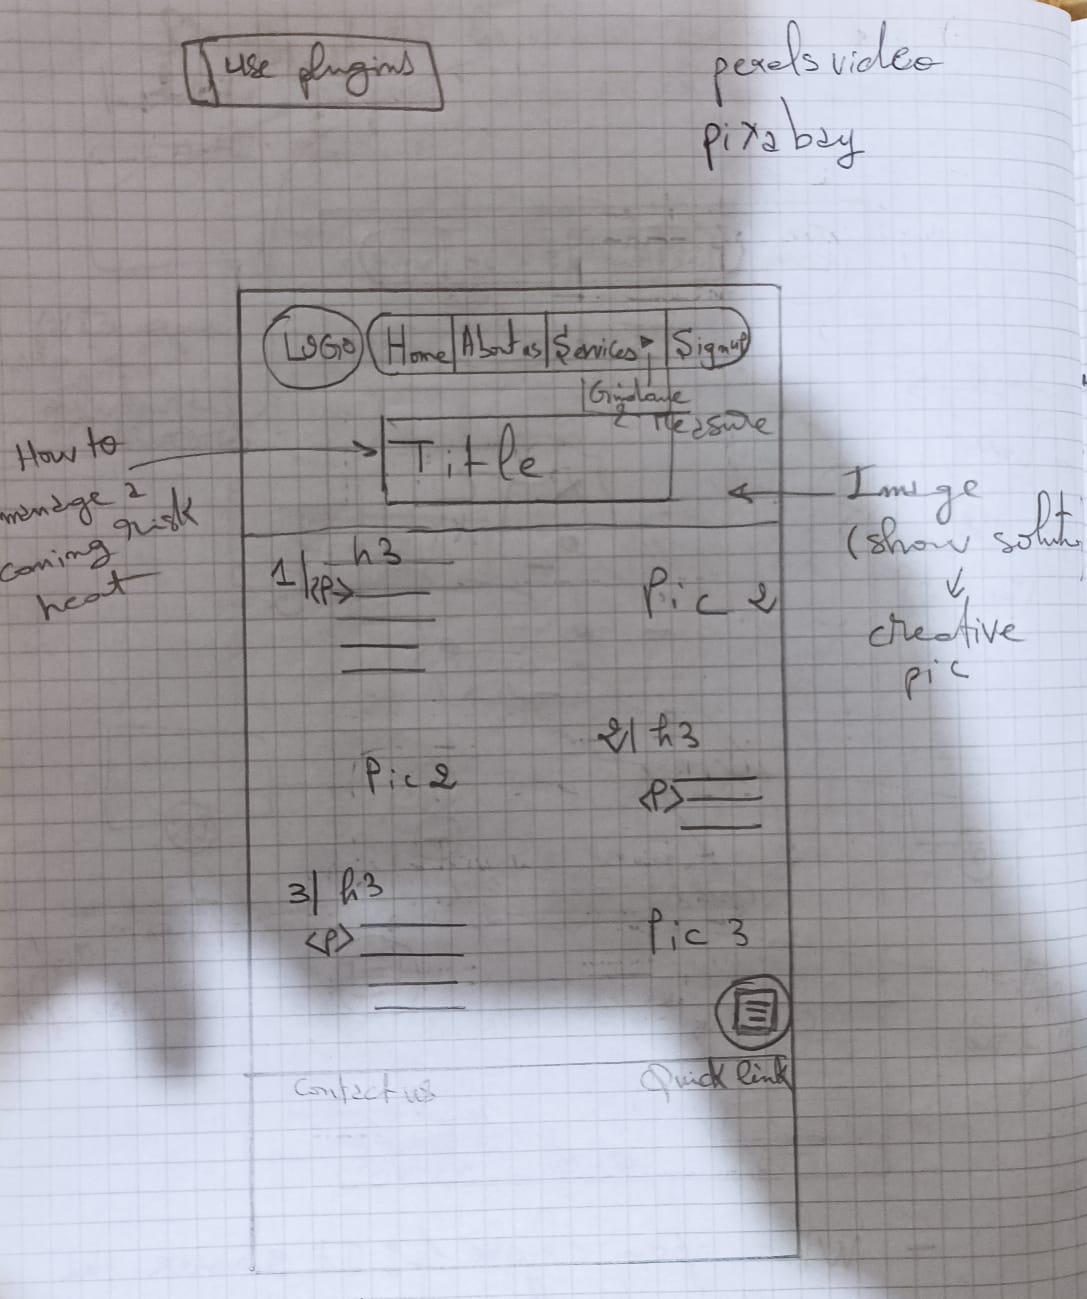 use plugins
pexels video
pixabay
LOGO
Home
About us
Services
Signup
Guidance
& Measure
Title
How to
manage a
coming risk
heat
Image
(show soluti
creative
pic
1/ h3
<p>
Pic 2
2/ h3
<p>
Pic 2
3/ h3
<p>
Pic 3
Contact us
Quick link